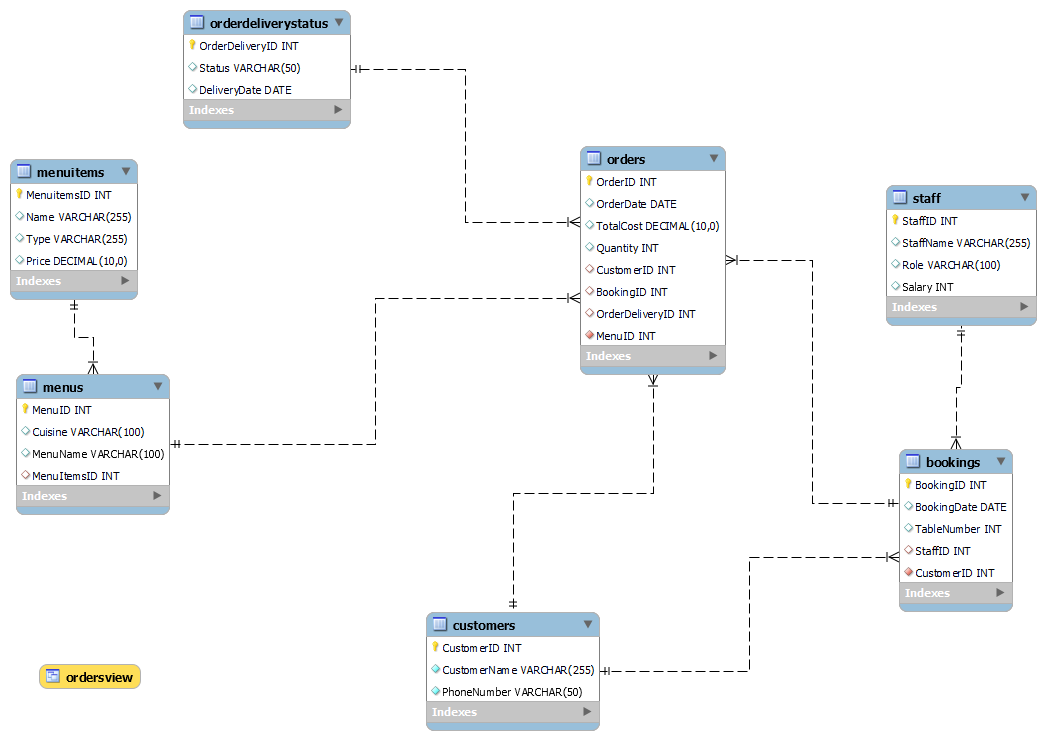 orderdeliverystatus
OrderDeliveryID INT
Status VARCHAR(50)
DeliveryDate DATE
Indexes
menuitems
MenuitemsID INT
Name VARCHAR(255)
Type VARCHAR(255)
Price DECIMAL(10,0)
Indexes
orders
OrderID INT
OrderDate DATE
TotalCost DECIMAL(10,0)
Quantity INT
CustomerID INT
BookingID INT
OrderDeliveryID INT
MenuID INT
Indexes
staff
StaffID INT
StaffName VARCHAR(255)
Role VARCHAR(100)
Salary INT
Indexes
menus
MenuID INT
Cuisine VARCHAR(100)
MenuName VARCHAR(100)
MenuItemsID INT
Indexes
bookings
BookingID INT
BookingDate DATE
TableNumber INT
StaffID INT
CustomerID INT
Indexes
customers
CustomerID INT
CustomerName VARCHAR(255)
PhoneNumber VARCHAR(50)
Indexes
ordersview